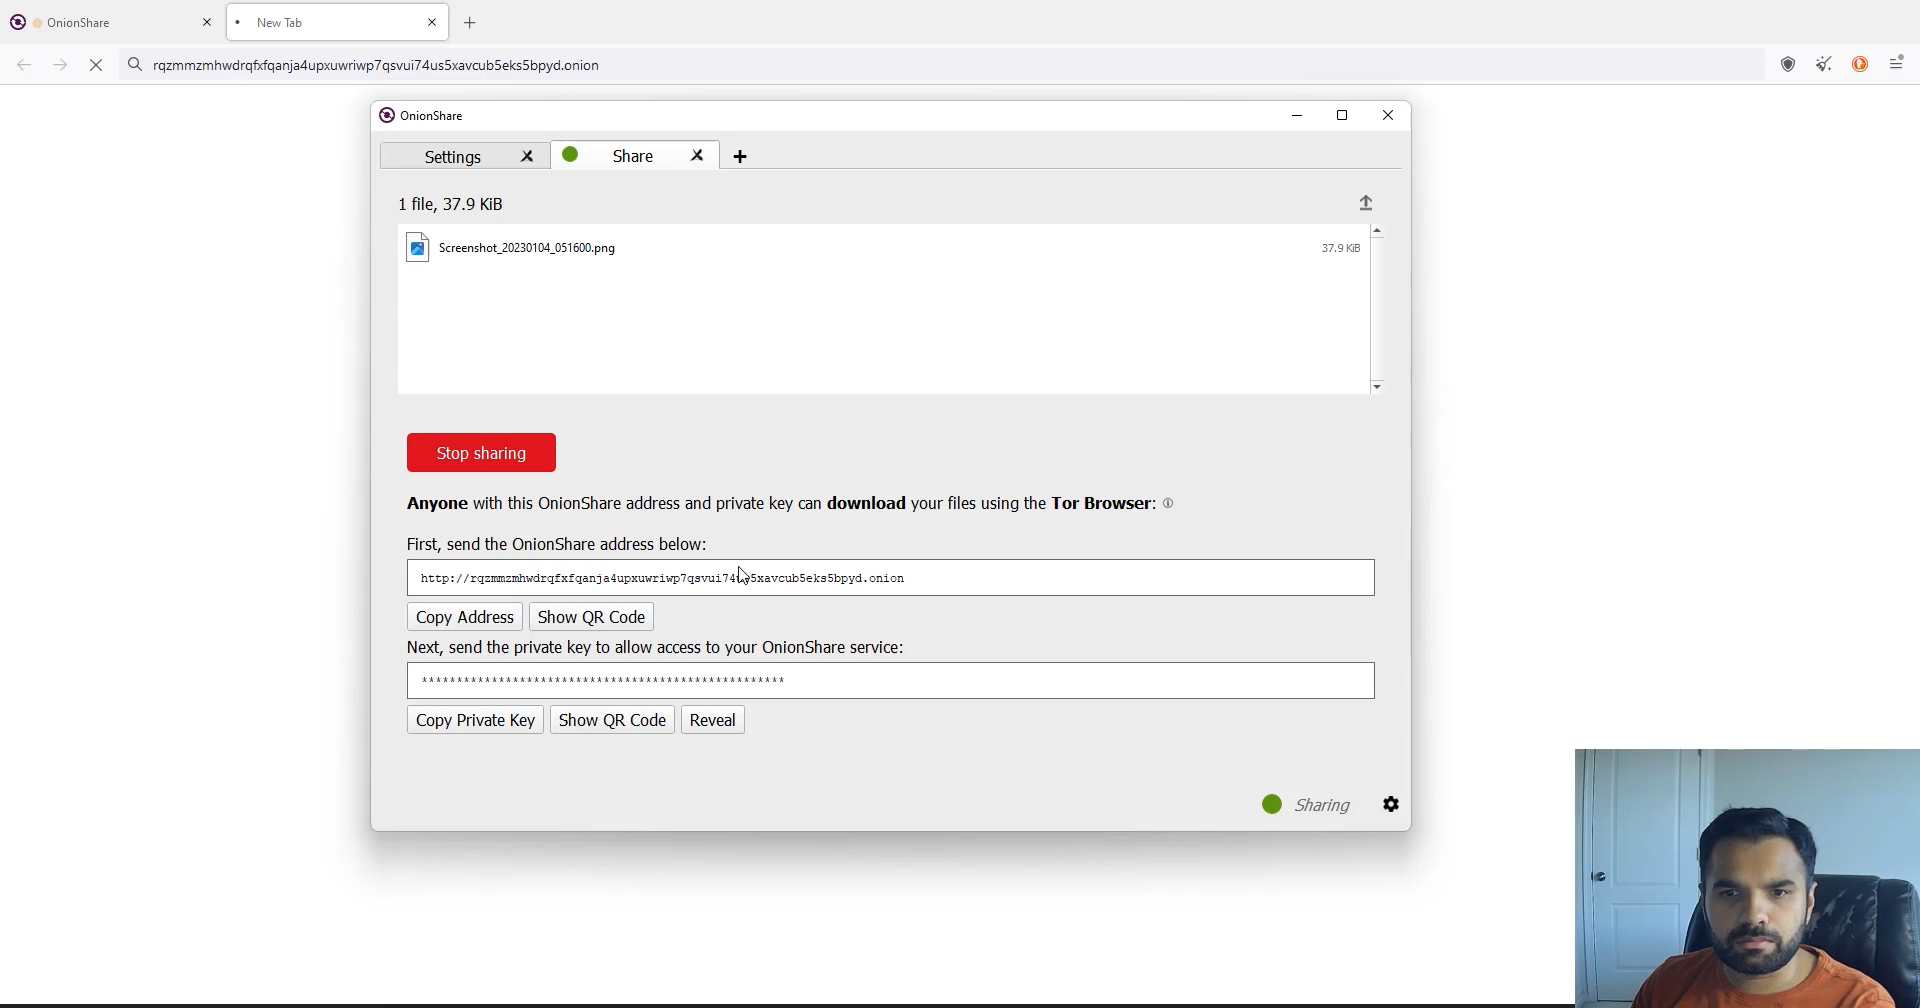 OnionShare
New Tab
rqzmmzmhwdrqfxfqanja4upxuwriwp7qsvui74us5xavcub5eks5bpyd.onion
OnionShare
Settings
Share
1 file, 37.9 KiB
Screenshot_20230104_051600.png 37.9 KiB
Stop sharing
Anyone with this OnionShare address and private key can download your files using the Tor Browser:
First, send the OnionShare address below:
http://rqzmmzmhwdrqfxfqanja4upxuwriwp7qsvui74us5xavcub5eks5bpyd.onion
Copy Address Show QR Code
Next, send the private key to allow access to your OnionShare service:
****************************************************
Copy Private Key Show QR Code Reveal
Sharing